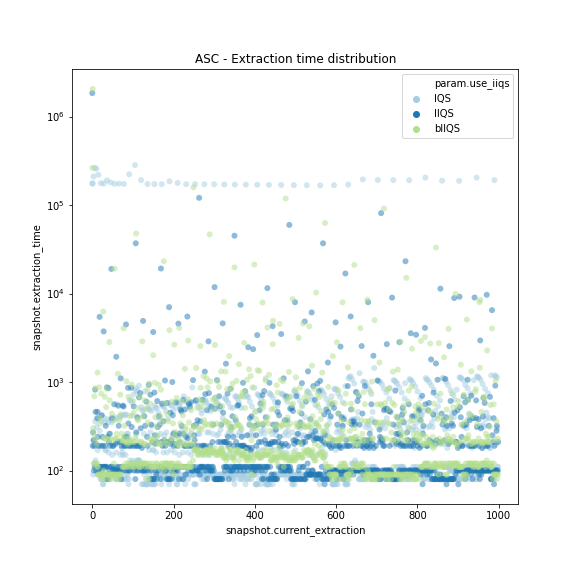 ASC - Extraction time distribution
param.use_iiqs
IQS
IIQS
bIIQS
snapshot.extraction_time
10^6
10^5
10^4
10^3
10^2
0 200 400 600 800 1000
snapshot.current_extraction